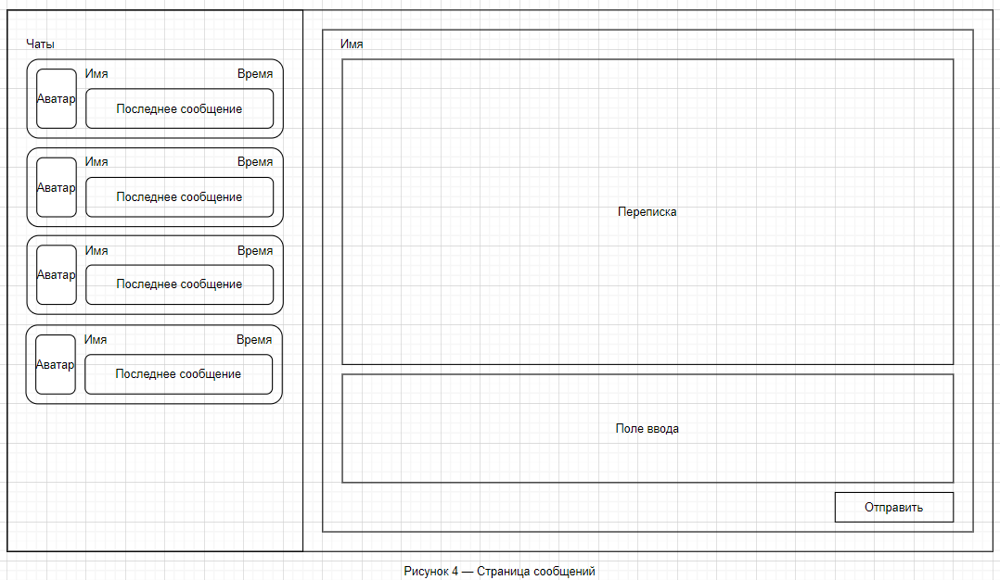 Чаты
Имя Время
Аватар
Последнее сообщение
Имя Время
Аватар
Последнее сообщение
Имя Время
Аватар
Последнее сообщение
Имя Время
Аватар
Последнее сообщение
Имя
Переписка
Поле ввода
Отправить
Рисунок 4 — Страница сообщений